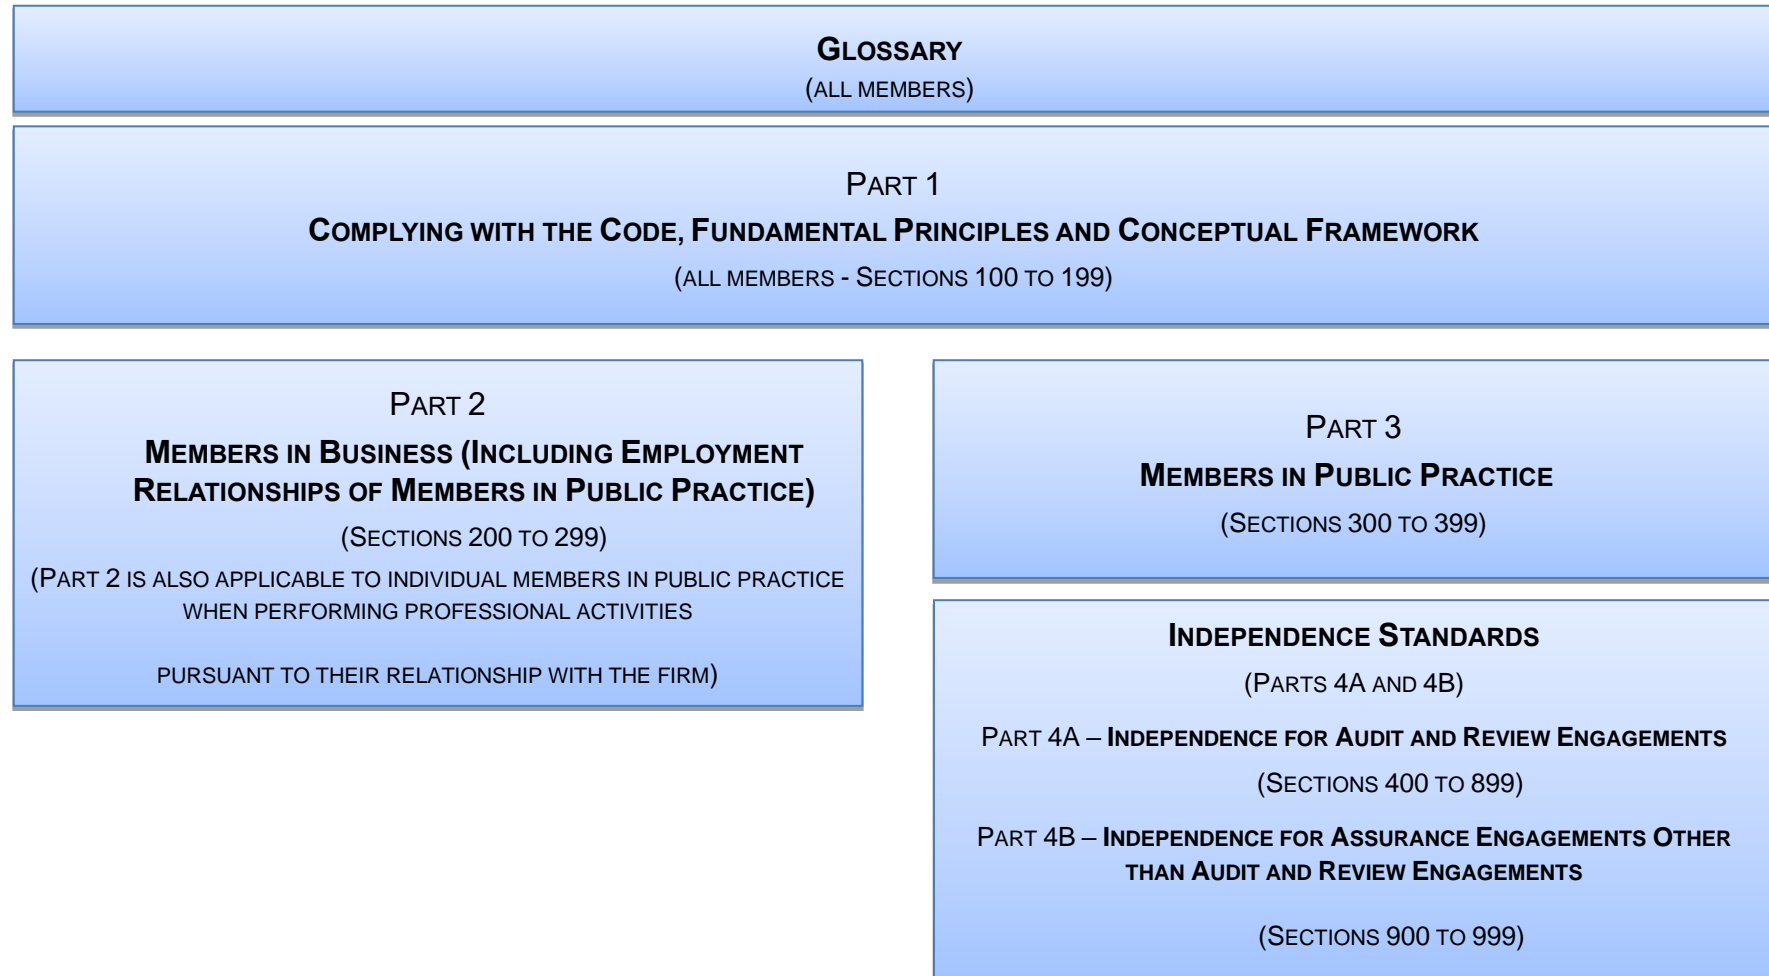 GLOSSARY
(ALL MEMBERS)
PART 1
COMPLYING WITH THE CODE, FUNDAMENTAL PRINCIPLES AND CONCEPTUAL FRAMEWORK
(ALL MEMBERS - SECTIONS 100 TO 199)
PART 2
MEMBERS IN BUSINESS (INCLUDING EMPLOYMENT
RELATIONSHIPS OF MEMBERS IN PUBLIC PRACTICE)
(SECTIONS 200 TO 299)
(PART 2 IS ALSO APPLICABLE TO INDIVIDUAL MEMBERS IN PUBLIC PRACTICE
WHEN PERFORMING PROFESSIONAL ACTIVITIES
PURSUANT TO THEIR RELATIONSHIP WITH THE FIRM)
PART 3
MEMBERS IN PUBLIC PRACTICE
(SECTIONS 300 TO 399)
INDEPENDENCE STANDARDS
(PARTS 4A AND 4B)
PART 4A – INDEPENDENCE FOR AUDIT AND REVIEW ENGAGEMENTS
(SECTIONS 400 TO 899)
PART 4B – INDEPENDENCE FOR ASSURANCE ENGAGEMENTS OTHER
THAN AUDIT AND REVIEW ENGAGEMENTS
(SECTIONS 900 TO 999)